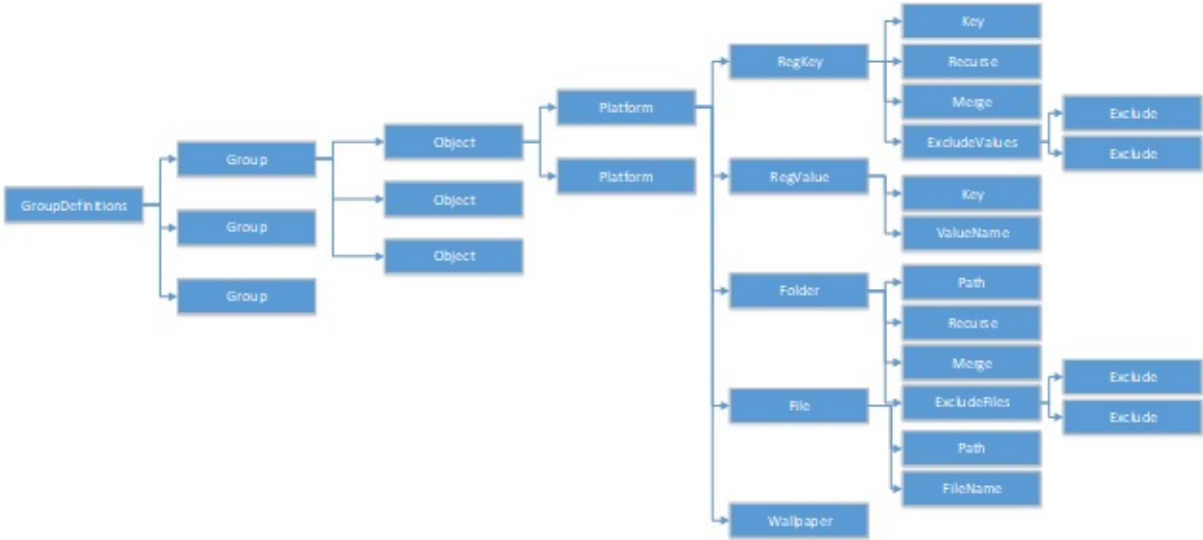 GroupDefinitions
Group
Group
Group
Object
Object
Object
Platform
Platform
RegKey
RegValue
Folder
File
Wallpaper
Key
Recurse
Merge
ExcludeValues
Key
ValueName
Path
Recurse
Merge
ExcludeFiles
Path
FileName
Exclude
Exclude
Exclude
Exclude